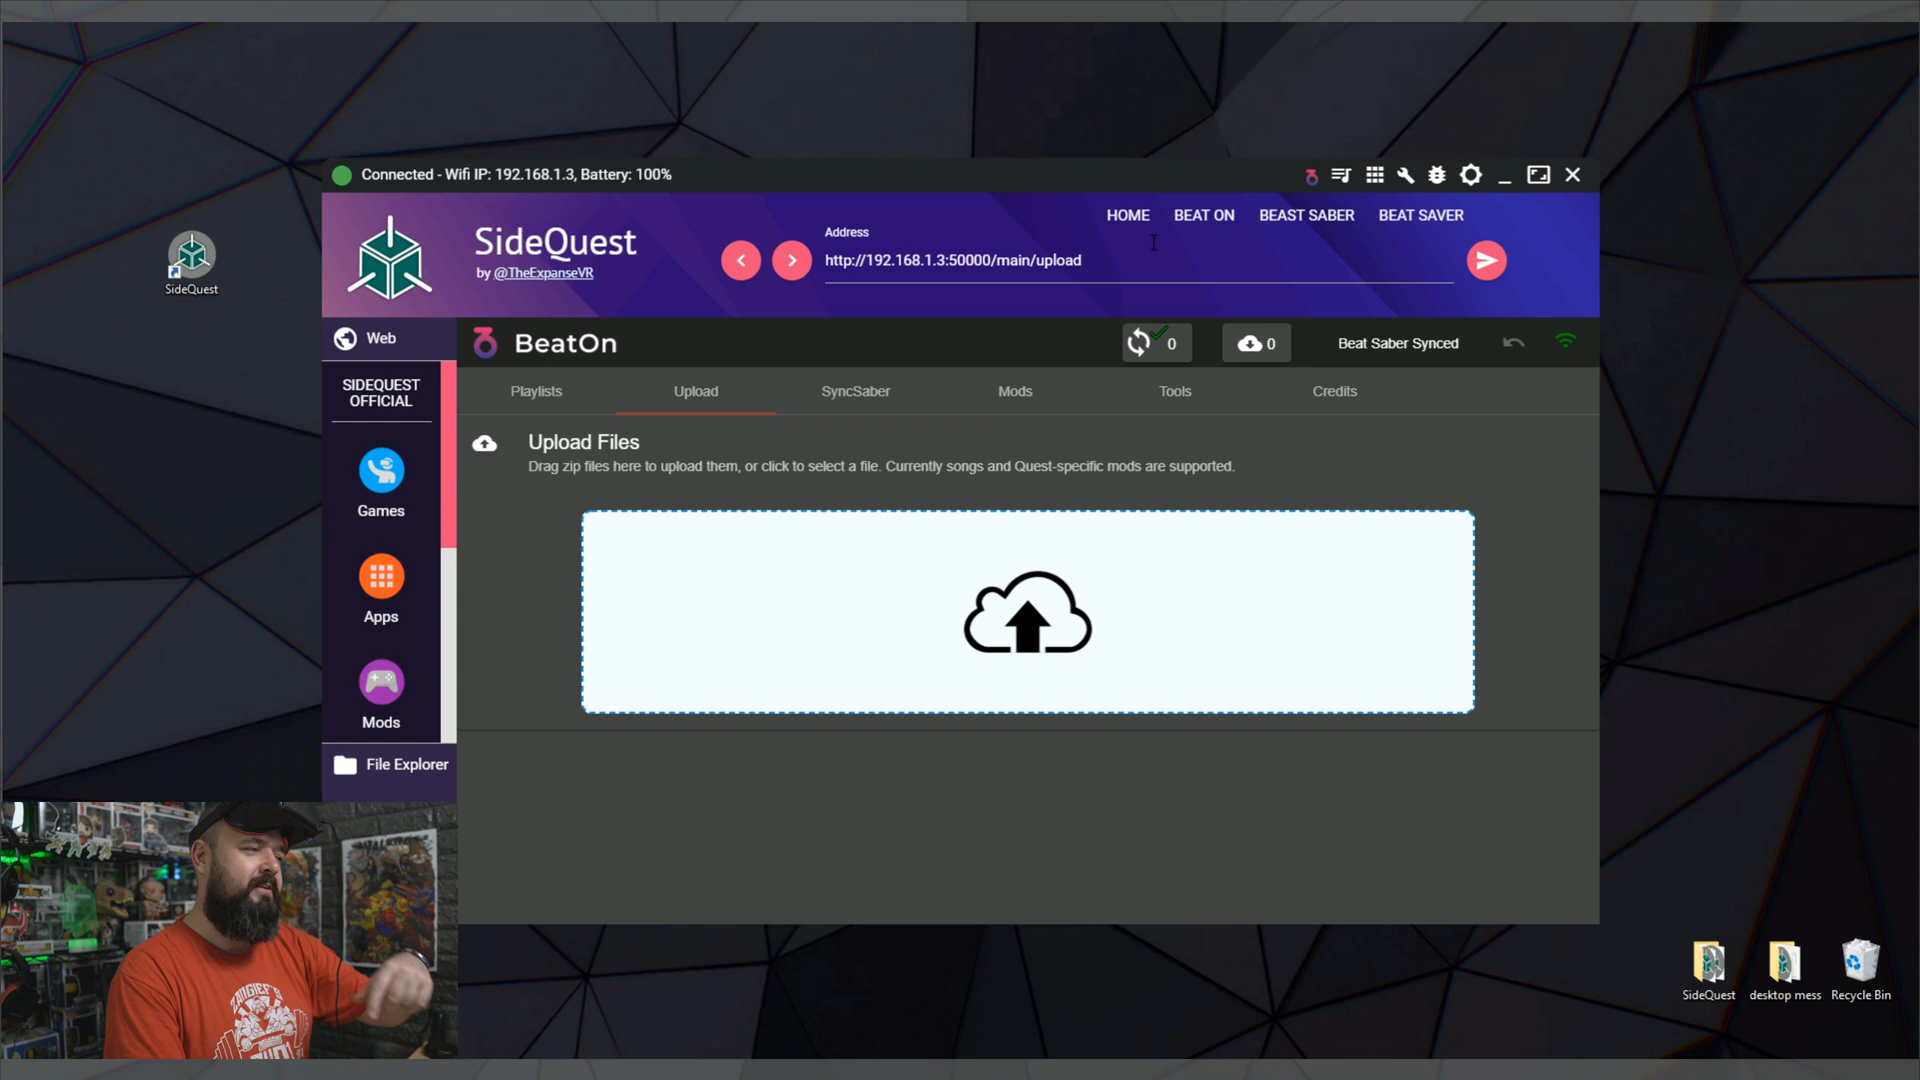 Connected - Wifi IP: 192.168.1.3, Battery: 100%
SideQuest
by @TheExpanseVR
HOME BEAT ON BEAST SABER BEAT SAVER
Address
http://192.168.1.3:50000/main/upload
SideQuest
Web
BeatOn
0
0
Beat Saber Synced
Playlists Upload SyncSaber Mods Tools Credits
SIDEQUEST
OFFICIAL
Games
Apps
Mods
File Explorer
Upload Files
Drag zip files here to upload them, or click to select a file. Currently songs and Quest-specific mods are supported.
ZANGIEF'S
SideQuest
desktop mess
Recycle Bin